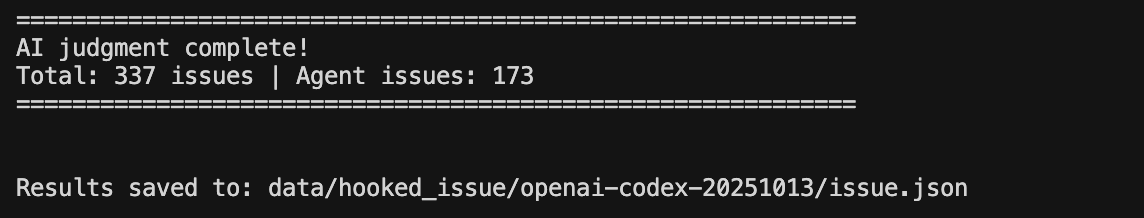 ============================================================
AI judgment complete!
Total: 337 issues | Agent issues: 173
============================================================
Results saved to: data/hooked_issue/openai-codex-20251013/issue.json